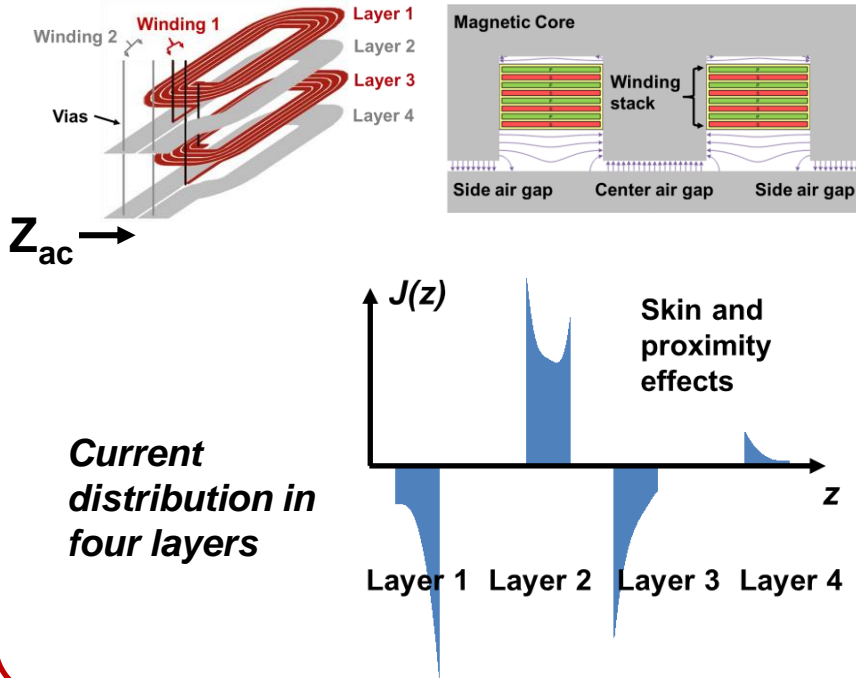 Winding 2
Winding 1
Layer 1
Layer 2
Layer 3
Layer 4
Vias
Z_ac
Magnetic Core
Winding
stack
Side air gap
Center air gap
Side air gap
J(z)
Skin and
proximity
effects
Current
distribution in
four layers
z
Layer 1
Layer 2
Layer 3
Layer 4